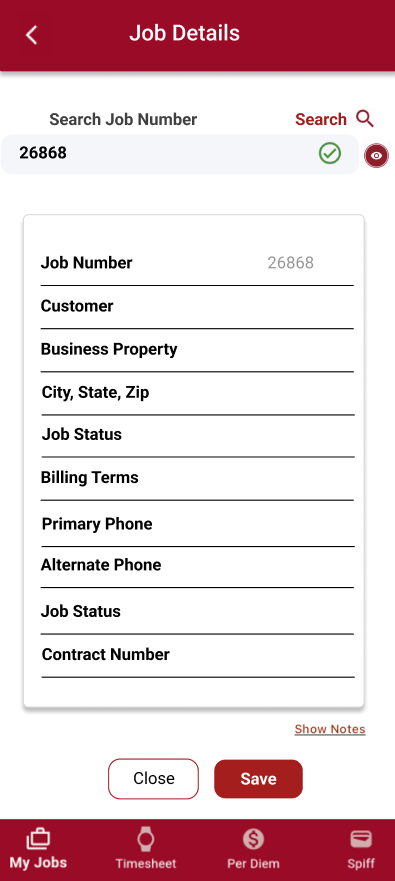 Job Details
Search Job Number
Search
26868
Job Number 26868
Customer
Business Property
City, State, Zip
Job Status
Billing Terms
Primary Phone
Alternate Phone
Job Status
Contract Number
Show Notes
Close Save
My Jobs Timesheet Per Diem Spiff